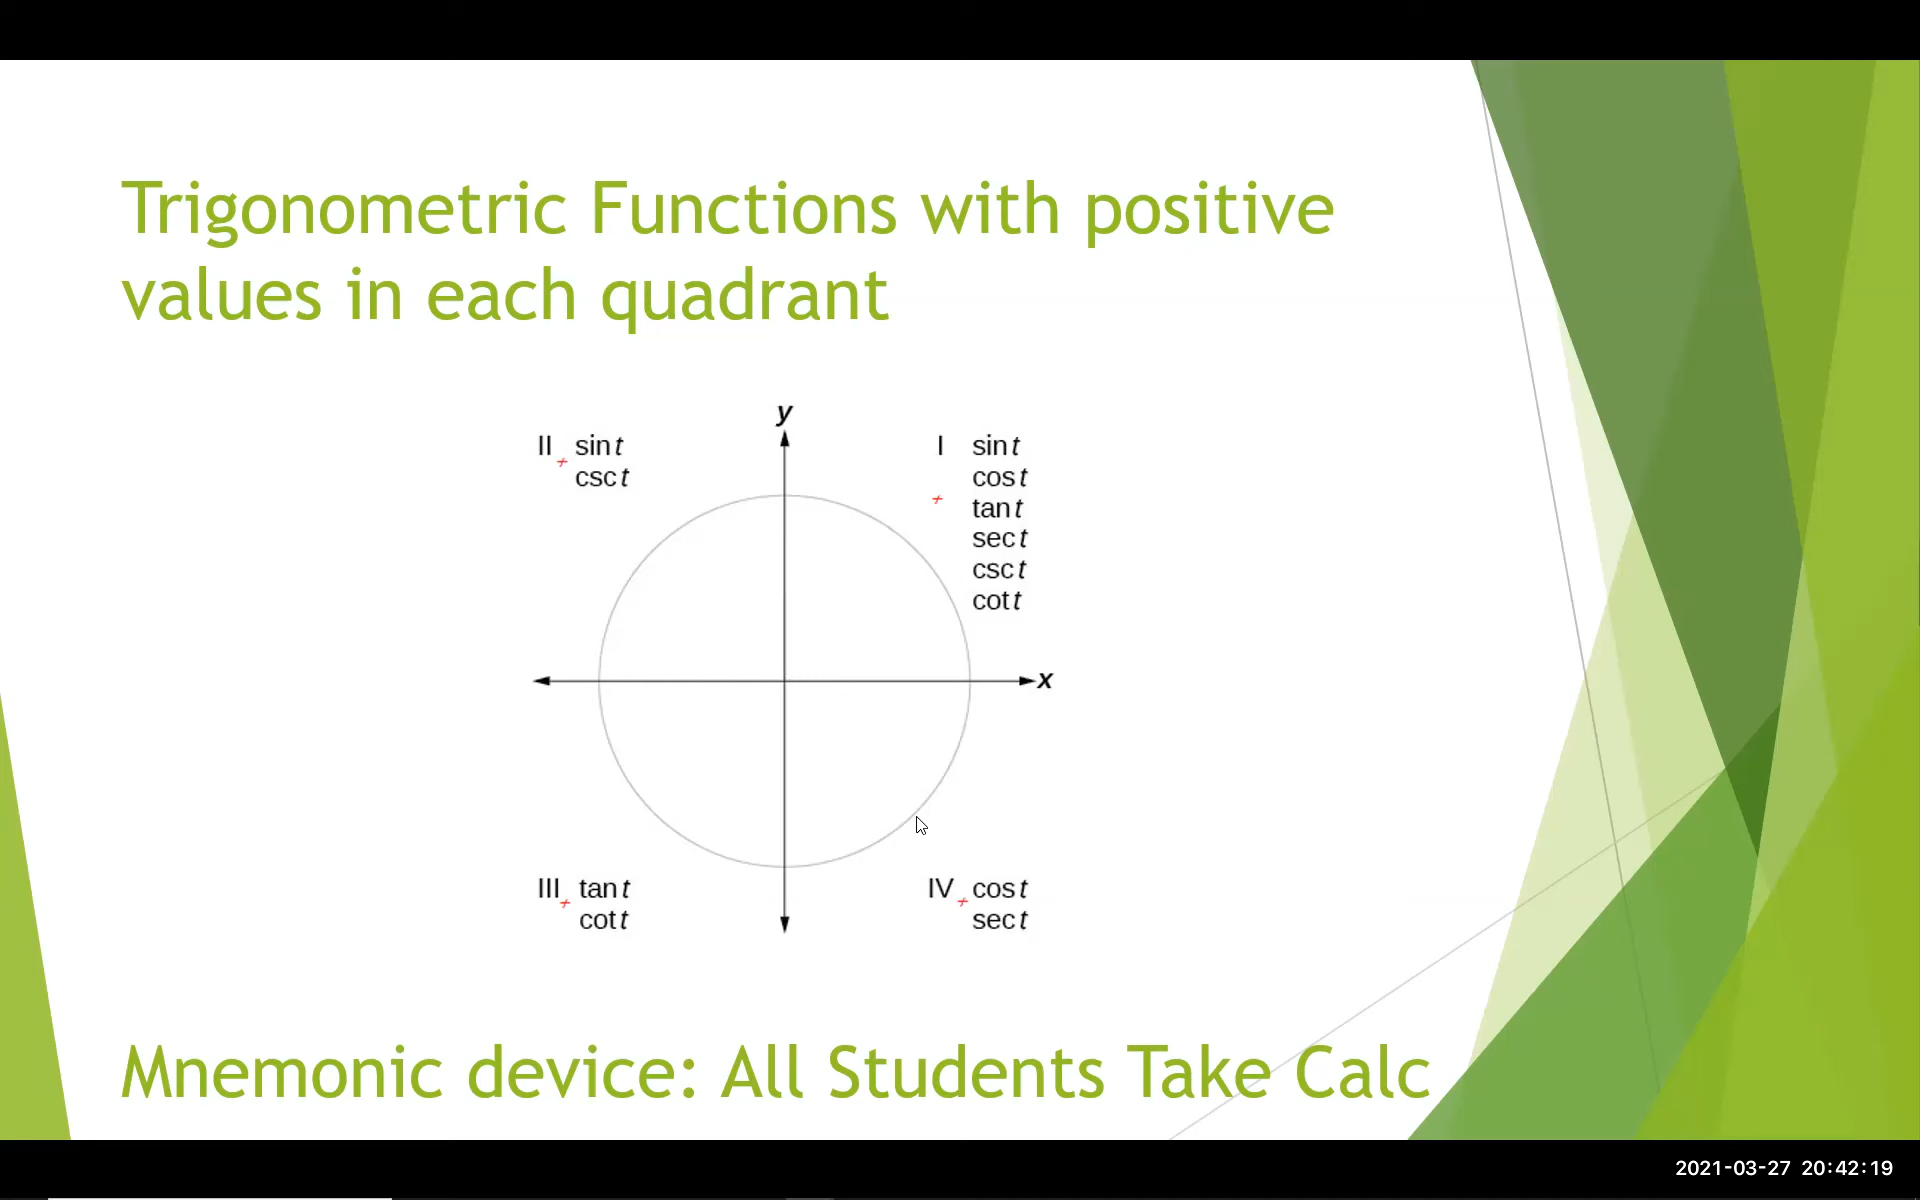 Trigonometric Functions with positive
values in each quadrant
y
II + sin t
csc t
I sin t
cos t
+ tan t
sec t
csc t
cot t
x
III + tan t
cot t
IV + cos t
sec t
Mnemonic device: All Students Take Calc
2021-03-27 20:42:19